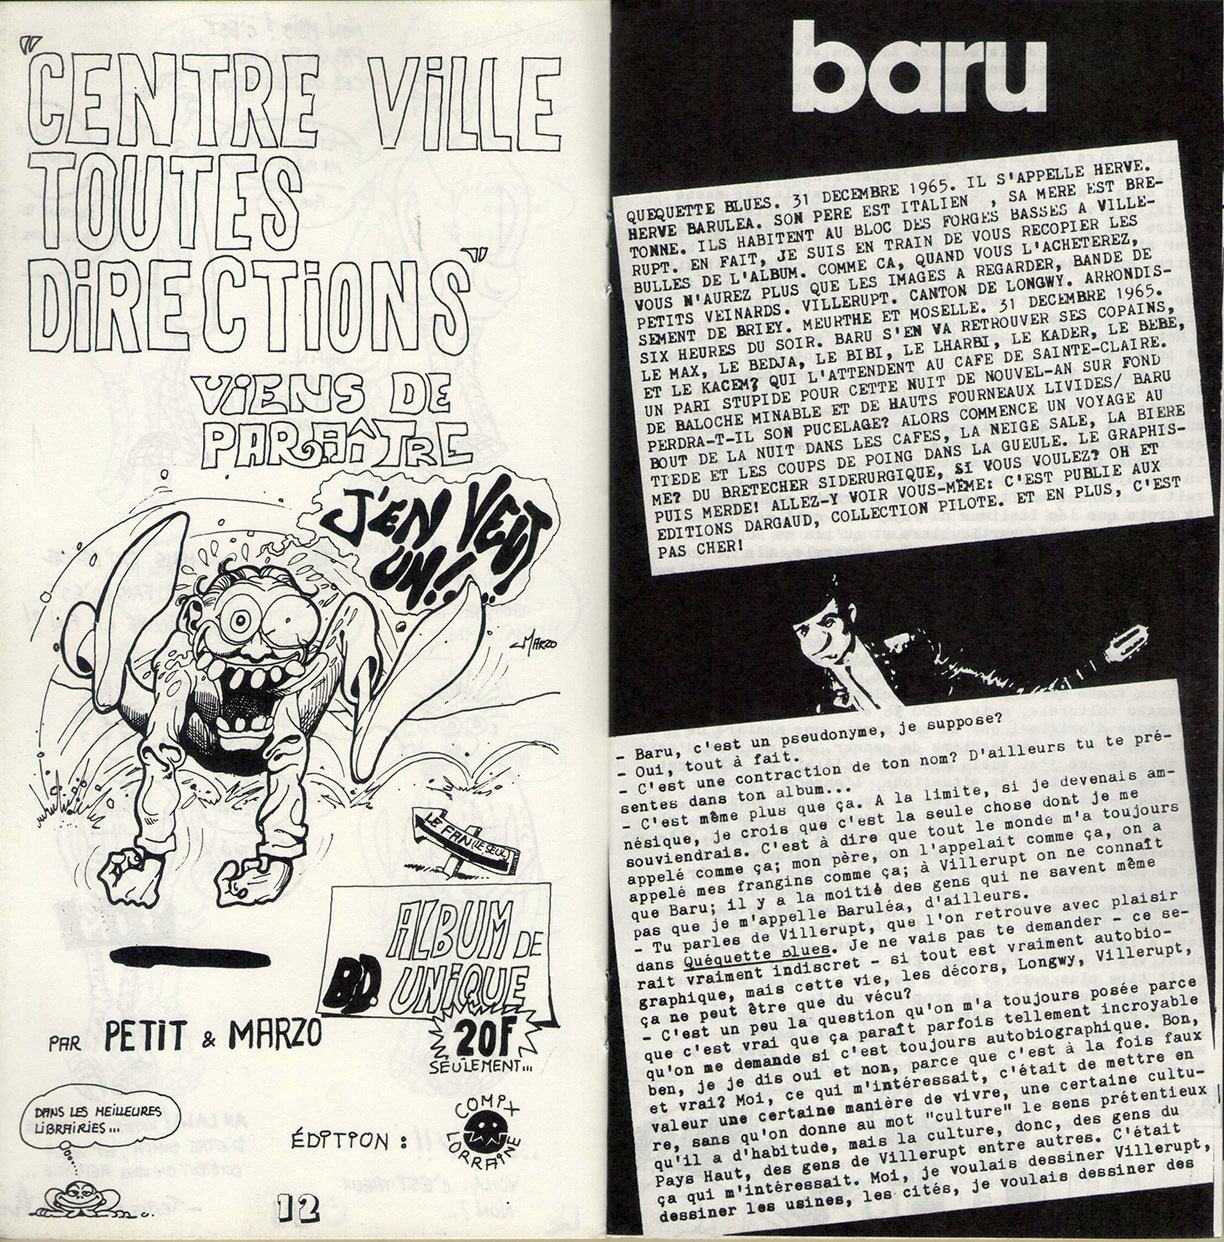 "CENTRE VILLE
TOUTES
DIRECTIONS"
VIENS DE
PARAÎTRE
J'EN VEUT
UN!..
MARZO
LE FAN (LE SEUL)
ALBUM DE
BD. UNIQUE
20F
SEULEMENT...
PAR PETIT & MARZO
DANS LES MEILLEURES
LIBRAIRIES...
ÉDITION :
COMIX
LORRAINE
12
baru
QUEQUETTE BLUES. 31 DECEMBRE 1965. IL S'APPELLE HERVE.
HERVE BARULEA. SON PERE EST ITALIEN , SA MERE EST BRE-
TONNE. ILS HABITENT AU BLOC DES FORGES BASSES A VILLE-
RUPT. EN FAIT, JE SUIS EN TRAIN DE VOUS RECOPIER LES
BULLES DE L'ALBUM. COMME CA, QUAND VOUS L'ACHETEREZ,
VOUS N'AUREZ PLUS QUE LES IMAGES A REGARDER, BANDE DE
PETITS VEINARDS. VILLERUPT. CANTON DE LONGWY. ARRONDIS-
SEMENT DE BRIEY. MEURTHE ET MOSELLE. 31 DECEMBRE 1965.
SIX HEURES DU SOIR. BARU S'EN VA RETROUVER SES COPAINS,
LE MAX, LE BEDJA, LE BIBI, LE LHARBI, LE KADER, LE BEBE,
ET LE KACEM? QUI L'ATTENDENT AU CAFE DE SAINTE-CLAIRE.
UN PARI STUPIDE POUR CETTE NUIT DE NOUVEL-AN SUR FOND
DE BALOCHE MINABLE ET DE HAUTS FOURNEAUX LIVIDES/ BARU
PERDRA-T-IL SON PUCELAGE? ALORS COMMENCE UN VOYAGE AU
BOUT DE LA NUIT DANS LES CAFES, LA NEIGE SALE, LA BIERE
TIEDE ET LES COUPS DE POING DANS LA GUEULE. LE GRAPHIS-
ME? DU BRETECHER SIDERURGIQUE, SI VOUS VOULEZ? OH ET
PUIS MERDE! ALLEZ-Y VOIR VOUS-MÊME: C'EST PUBLIE AUX
EDITIONS DARGAUD, COLLECTION PILOTE. ET EN PLUS, C'EST
PAS CHER!
- Baru, c'est un pseudonyme, je suppose?
- Oui, tout à fait.
- C'est une contraction de ton nom? D'ailleurs tu te pré-
sentes dans ton album...
- C'est même plus que ça. A la limite, si je devenais am-
nésique, je crois que c'est la seule chose dont je me
souviendrais. C'est à dire que tout le monde m'a toujours
appelé comme ça; mon père, on l'appelait comme ça, on a
appelé mes frangins comme ça; à Villerupt on ne connaît
que Baru; il y a la moitié des gens qui ne savent même
pas que je m'appelle Baruléa, d'ailleurs.
- Tu parles de Villerupt, que l'on retrouve avec plaisir
dans Quéquette Blues. Je ne vais pas te demander - ce se-
rait vraiment indiscret - si tout est vraiment autobio-
graphique, mais cette vie, les décors, Longwy, Villerupt,
ça ne peut être que du vécu?
- C'est un peu la question qu'on m'a toujours posée parce
que c'est vrai que ça paraît parfois tellement incroyable
qu'on me demande si c'est toujours autobiographique. Bon,
ben, je je dis oui et non, parce que c'est à la fois faux
et vrai? Moi, ce qui m'intéressait, c'était de mettre en
valeur une certaine manière de vivre, une certaine cultu-
re, sans qu'on donne au mot "culture" le sens prétentieux
qu'il a d'habitude, mais la culture, donc, des gens du
Pays Haut, des gens de Villerupt entre autres. C'était
ça qui m'intéressait. Moi, je voulais dessiner Villerupt,
dessiner les usines, les cités, je voulais dessiner des